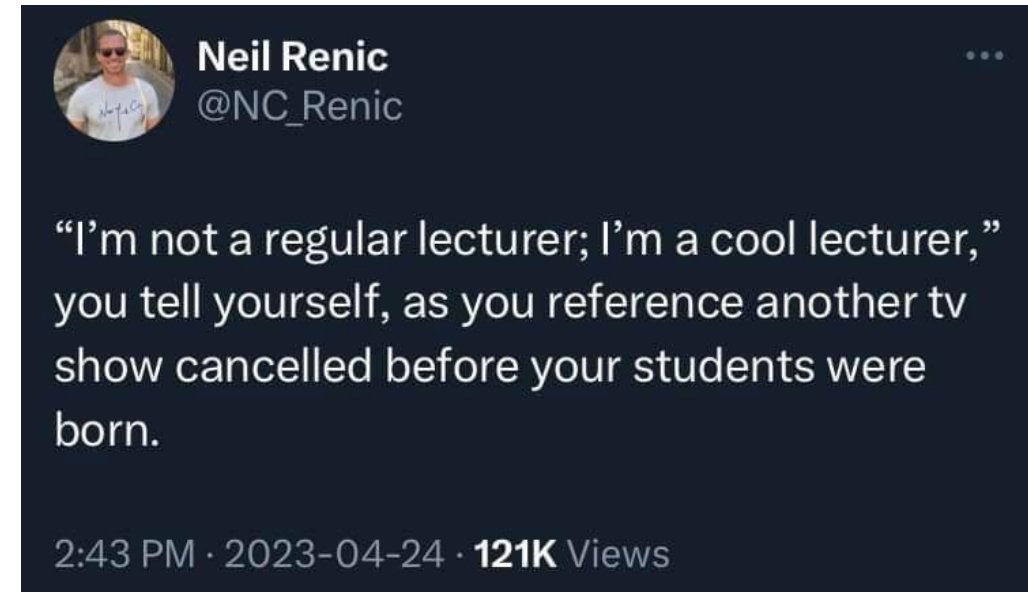 Neil Renic
@NC_Renic
“I’m not a regular lecturer; I’m a cool lecturer,”
you tell yourself, as you reference another tv
show cancelled before your students were
born.
2:43 PM · 2023-04-24 · 121K Views